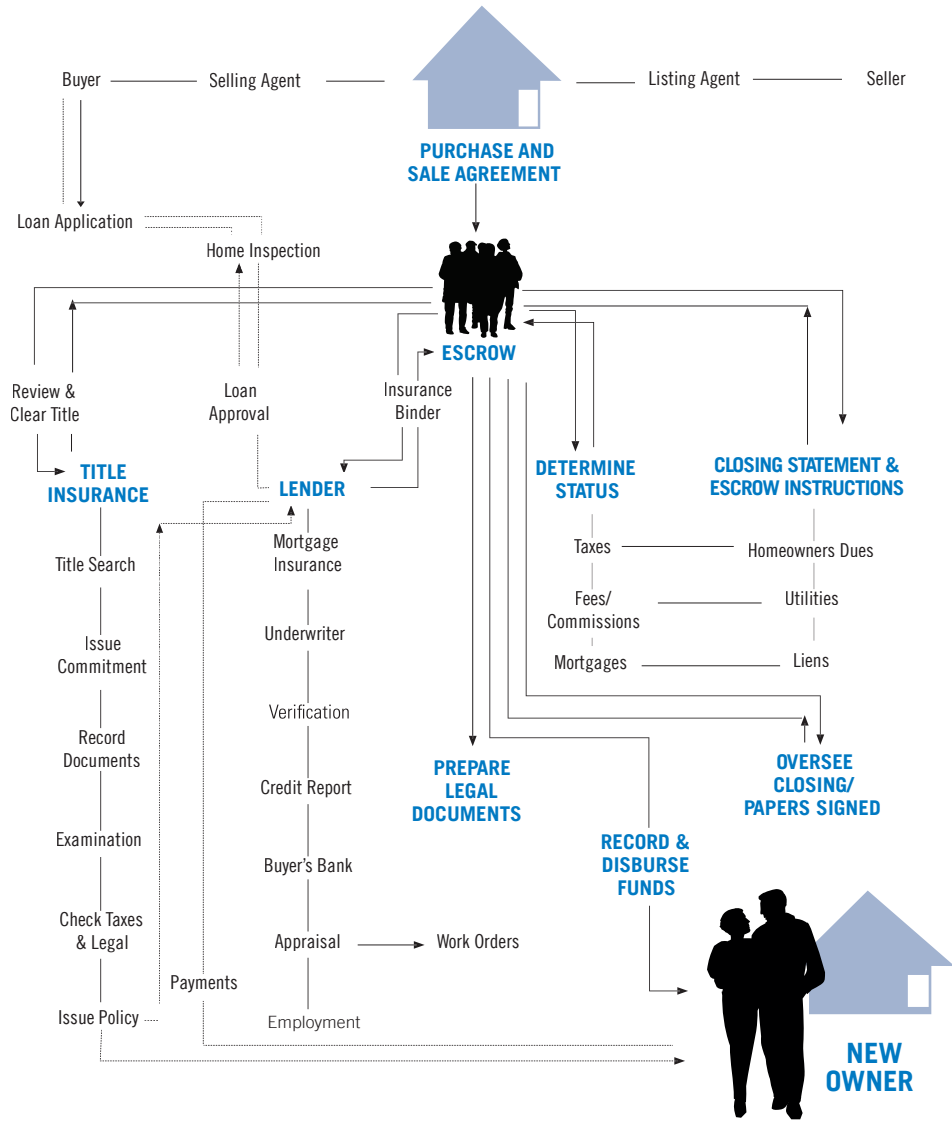 Buyer
Selling Agent
Listing Agent
Seller
PURCHASE AND
SALE AGREEMENT
Loan Application
Home Inspection
ESCROW
Review &
Clear Title
Loan
Approval
Insurance
Binder
TITLE
INSURANCE
LENDER
DETERMINE
STATUS
CLOSING STATEMENT &
ESCROW INSTRUCTIONS
Title Search
Issue
Commitment
Record
Documents
Examination
Check Taxes
& Legal
Issue Policy
Mortgage
Insurance
Underwriter
Verification
Credit Report
Buyer's Bank
Appraisal
Work Orders
Employment
Payments
Taxes
Homeowners Dues
Fees/
Commissions
Utilities
Mortgages
Liens
PREPARE
LEGAL
DOCUMENTS
OVERSEE
CLOSING/
PAPERS SIGNED
RECORD &
DISBURSE
FUNDS
NEW
OWNER